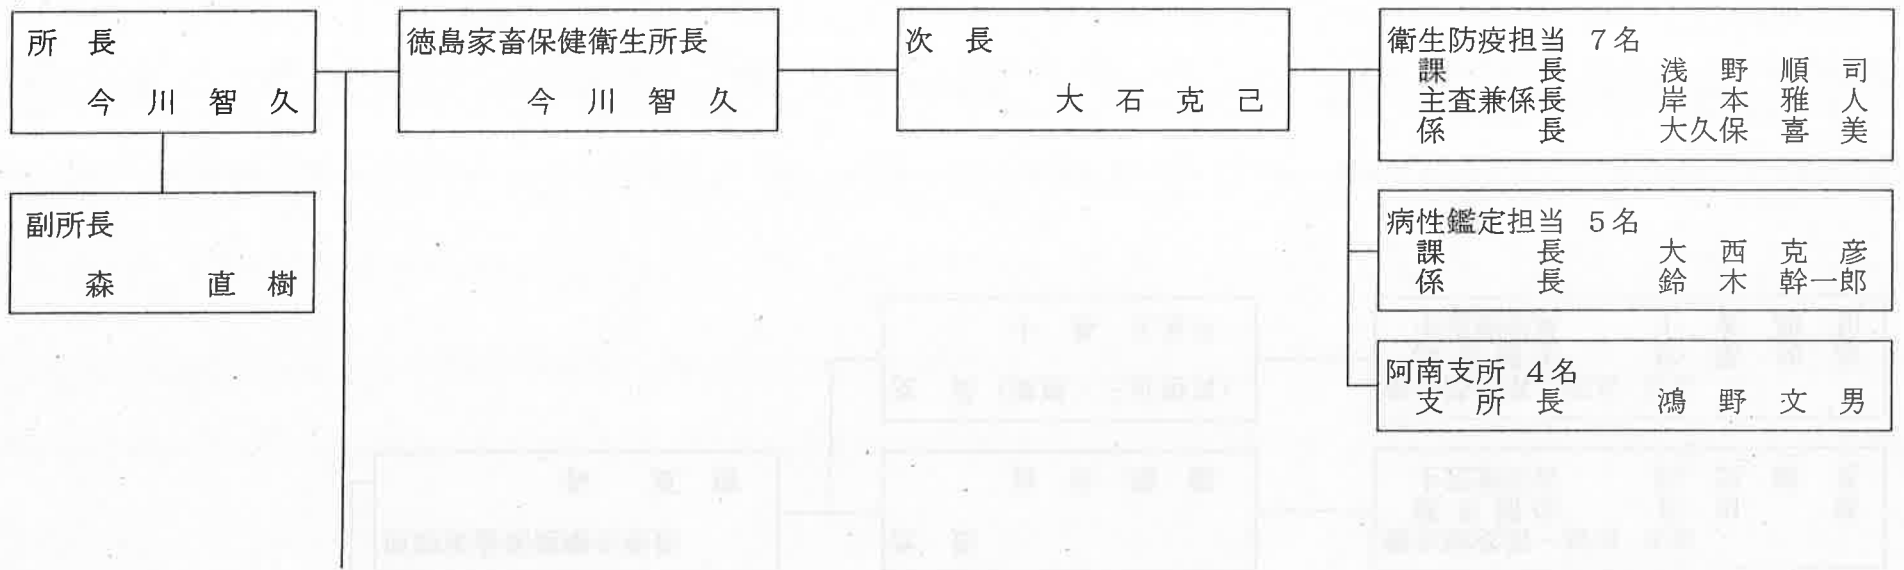 所長
今川智久
副所長
森 直樹
徳島家畜保健衛生所長
今川智久
次長
大石克己
衛生防疫担当 7名
課長 浅野順司
主査兼係長 岸本雅人
係長 大久保喜美
病性鑑定担当 5名
課長 大西克彦
係長 鈴木幹一郎
阿南支所 4名
支所長 鴻野文男